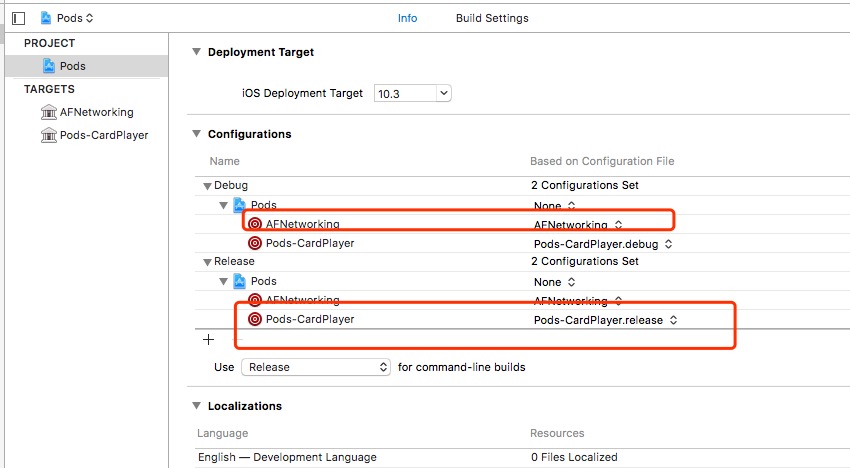 Pods
Info
Build Settings
PROJECT
Pods
TARGETS
AFNetworking
Pods-CardPlayer
Deployment Target
iOS Deployment Target 10.3
Configurations
Name Based on Configuration File
Debug 2 Configurations Set
Pods None
AFNetworking AFNetworking
Pods-CardPlayer Pods-CardPlayer.debug
Release 2 Configurations Set
Pods None
AFNetworking AFNetworking
Pods-CardPlayer Pods-CardPlayer.release
Use Release for command-line builds
Localizations
Language Resources
English — Development Language 0 Files Localized